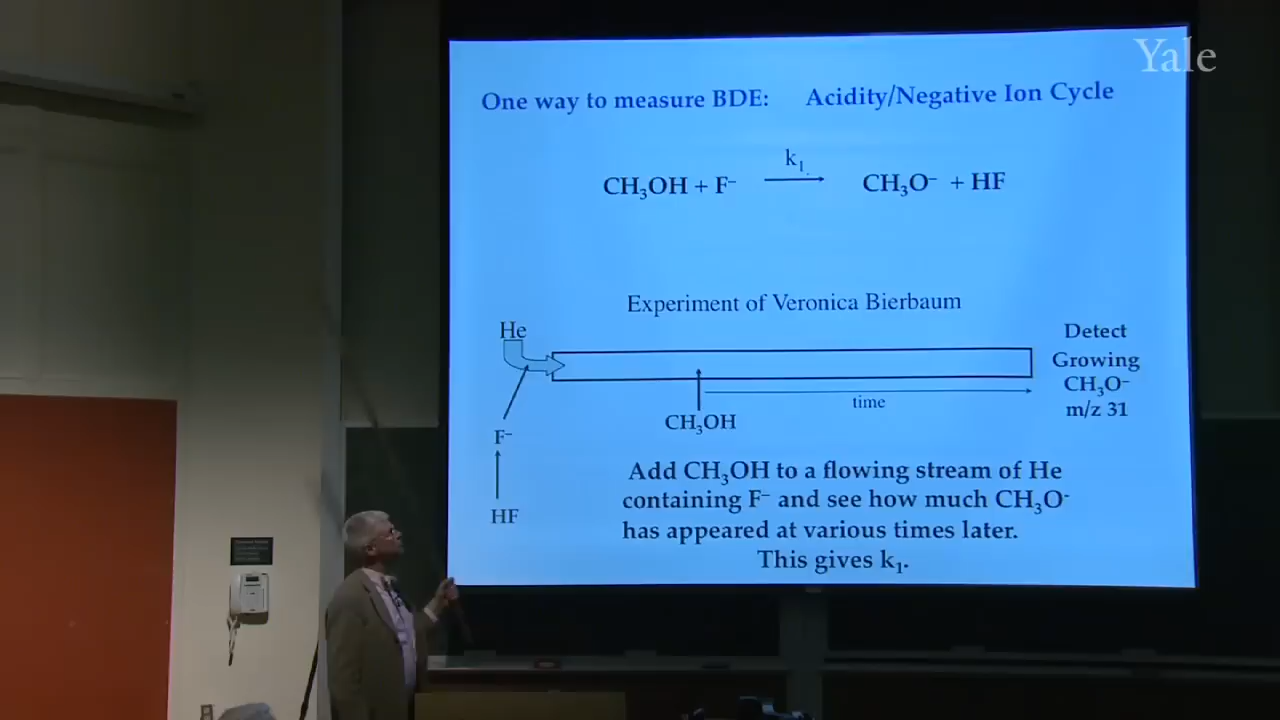 Yale
One way to measure BDE: Acidity/Negative Ion Cycle
k₁
CH₃OH + F⁻ → CH₃O⁻ + HF
Experiment of Veronica Bierbaum
He
Detect
Growing
CH₃O⁻
m/z 31
time
CH₃OH
F⁻
HF
Add CH₃OH to a flowing stream of He
containing F⁻ and see how much CH₃O⁻
has appeared at various times later.
This gives k₁.